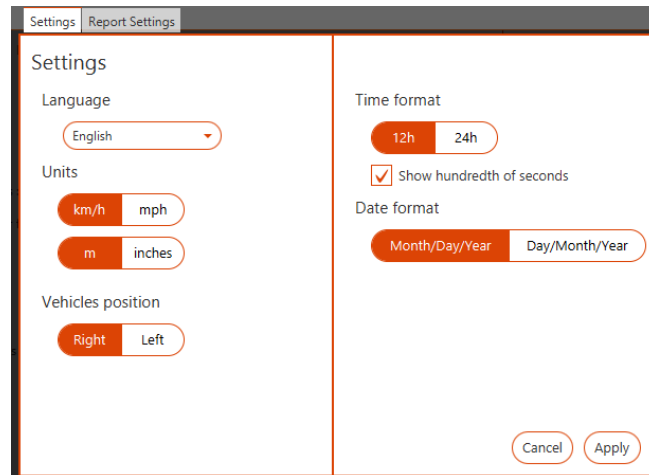 Settings
Report Settings
Settings
Language
English
Units
km/h
mph
m
inches
Vehicles position
Right
Left
Time format
12h
24h
Show hundredth of seconds
Date format
Month/Day/Year
Day/Month/Year
Cancel
Apply